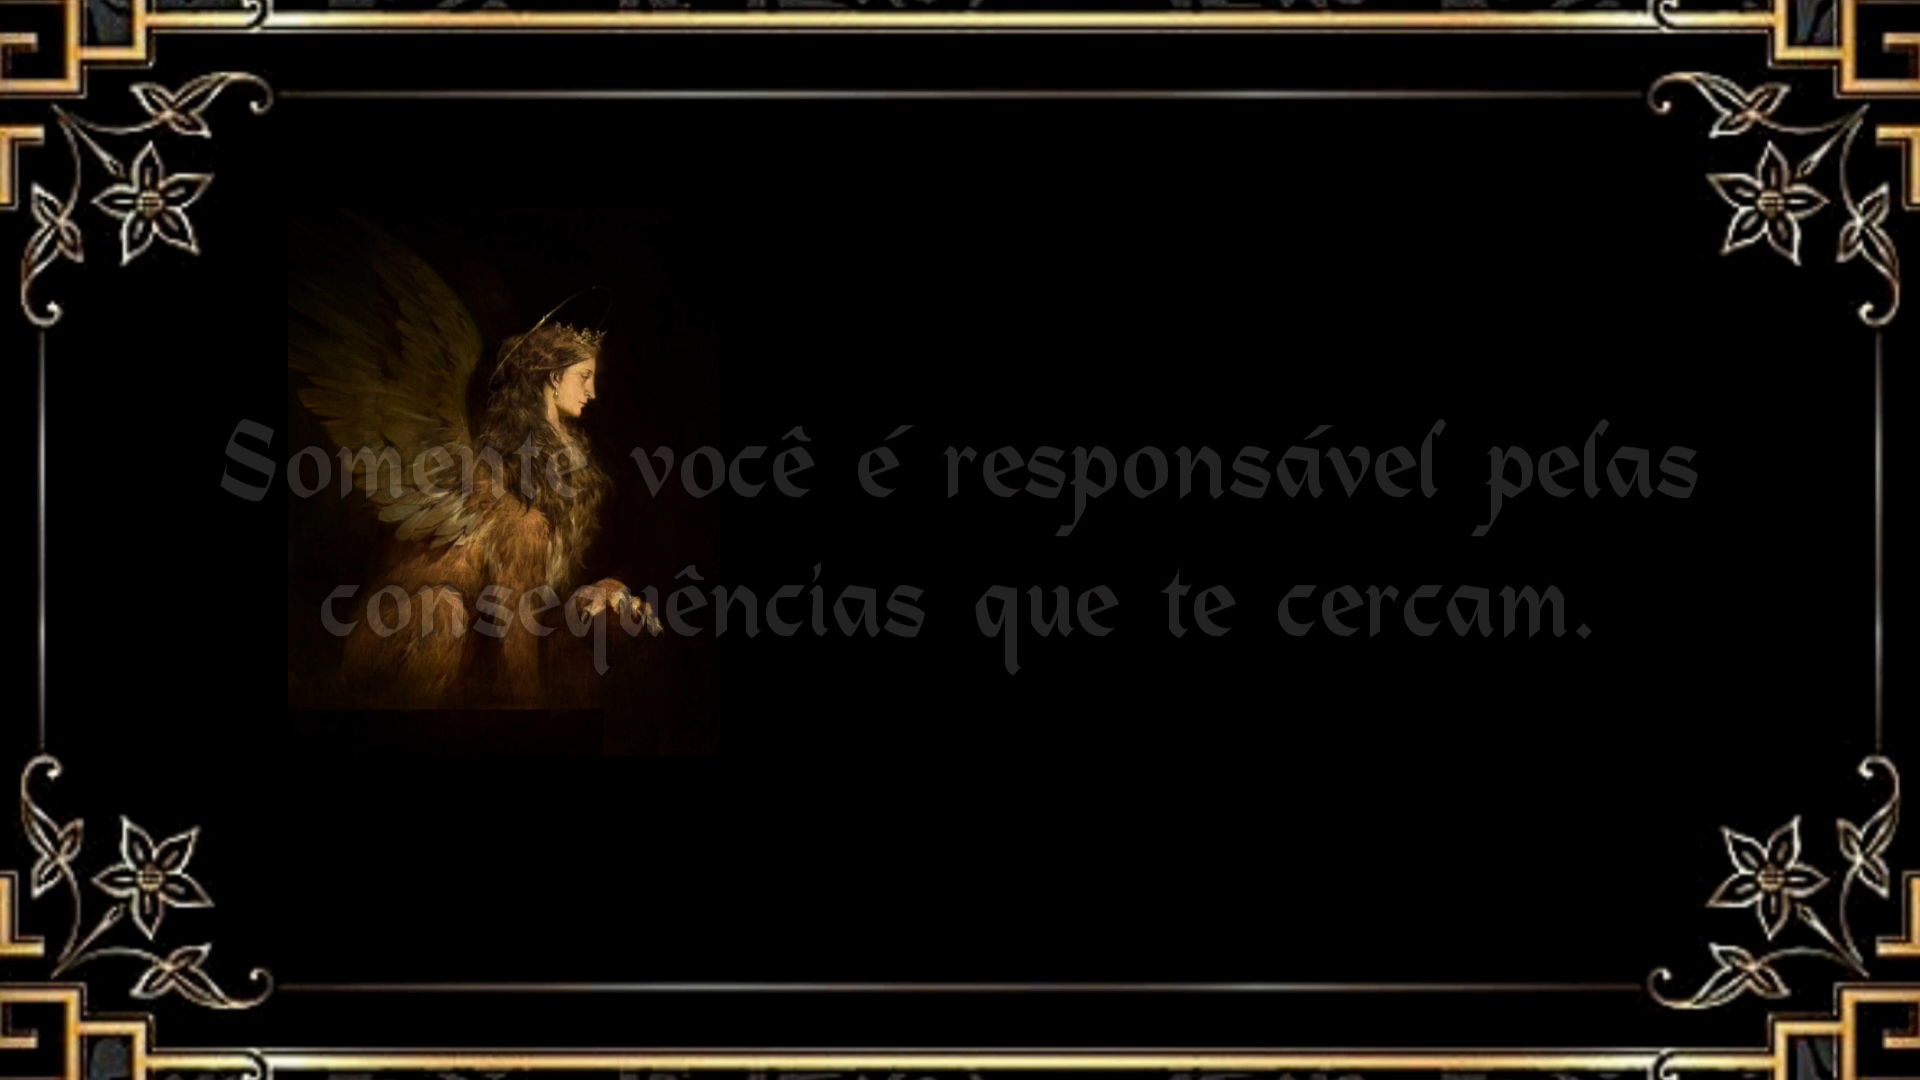 Somente você é responsável pelas
consequências que te cercam.